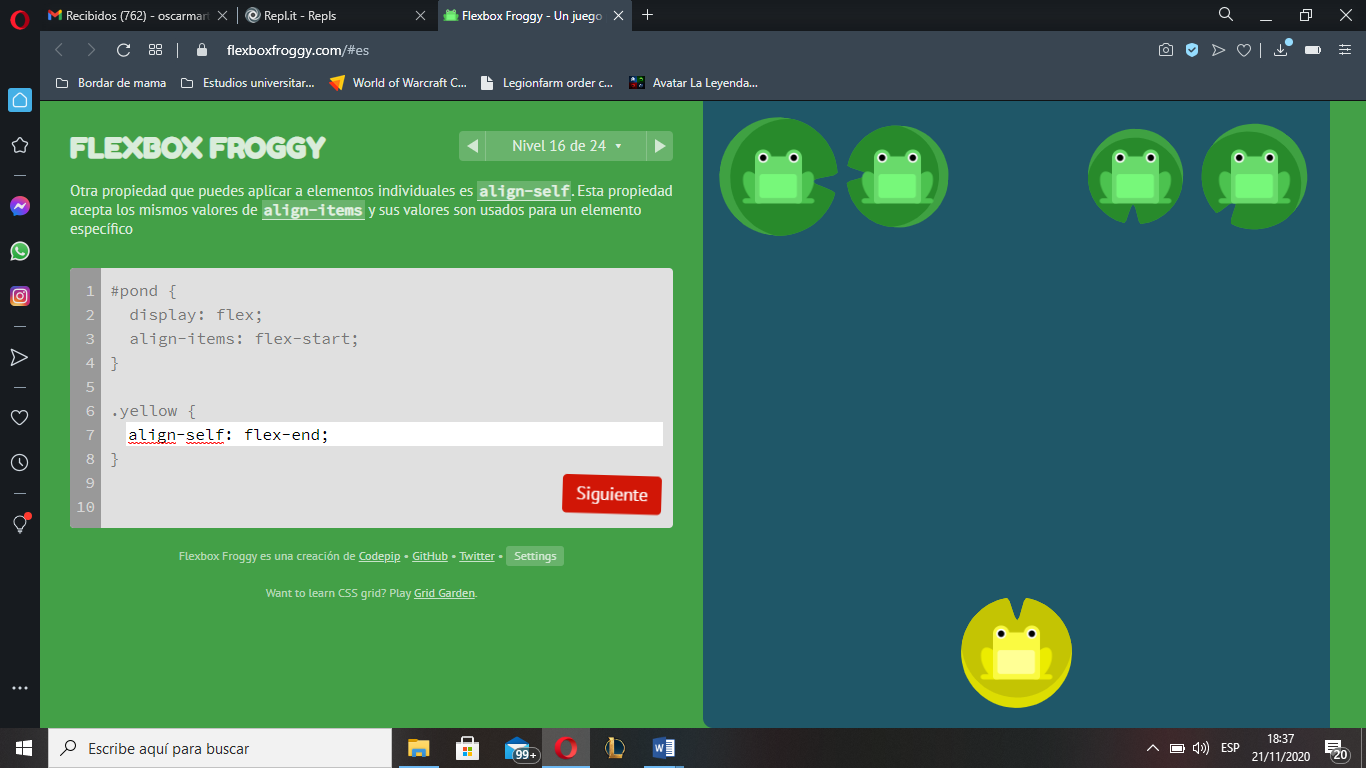 Recibidos (762) - oscarmar
Repl.it - Repls
Flexbox Froggy - Un juego
flexboxfroggy.com/#es
Bordar de mama
Estudios universitar...
World of Warcraft C...
Legionfarm order c...
Avatar La Leyenda...
FLEXBOX FROGGY
Nivel 16 de 24
Otra propiedad que puedes aplicar a elementos individuales es align-self. Esta propiedad
acepta los mismos valores de align-items y sus valores son usados para un elemento
específico
1 #pond {
2 display: flex;
3 align-items: flex-start;
4 }
5
6 .yellow {
7 align-self: flex-end;
8 }
9
10
Siguiente
Flexbox Froggy es una creación de Codepip • GitHub • Twitter • Settings
Want to learn CSS grid? Play Grid Garden.
Escribe aquí para buscar
99+
ESP
18:37
21/11/2020
20